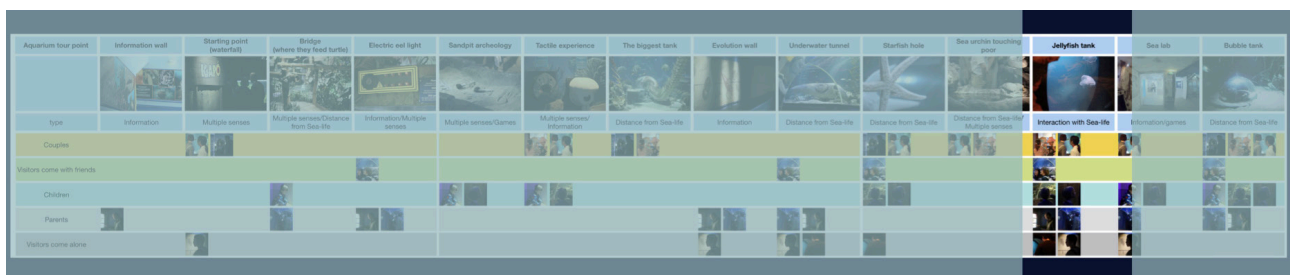 Aquarium tour point
Information wall
Starting point
(waterfall)
Bridge
(where they feed turtle)
Electric eel light
Sandpit archeology
Tactile experience
The biggest tank
Evolution wall
Underwater tunnel
Starfish hole
Sea urchin touching
poor
Jellyfish tank
Sea lab
Bubble tank
type
Information
Multiple senses
Multiple senses/Distance
from Sea-life
Information/Multiple
senses
Multiple senses/Games
Multiple senses/
Information
Distance from Sea-life
Information
Distance from Sea-life
Distance from Sea-life
Distance from Sea-life/
Multiple senses
Interaction with Sea-life
Infomation/games
Distance from Sea-life
Couples
Visitors come with friends
Children
Parents
Visitors come alone